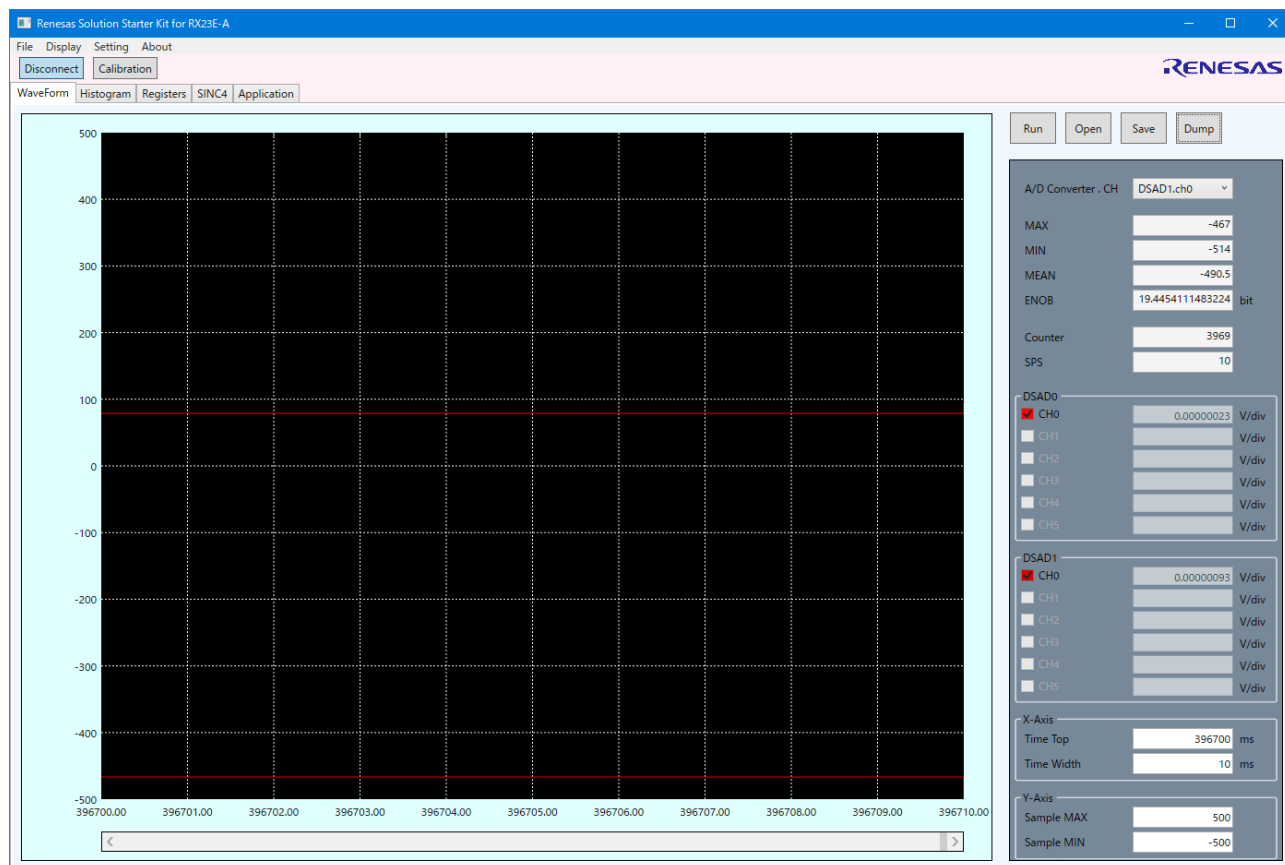 Renesas Solution Starter Kit for RX23E-A
File Display Setting About
Disconnect Calibration
RENESAS
WaveForm Histogram Registers SINC4 Application
Run Open Save Dump
500
400
300
200
100
0
-100
-200
-300
-400
-500
396700.00 396701.00 396702.00 396703.00 396704.00 396705.00 396706.00 396707.00 396708.00 396709.00 396710.00
A/D Converter . CH DSAD1.ch0
MAX -467
MIN -514
MEAN -490.5
ENOB 19.4454111483224 bit
Counter 3969
SPS 10
DSAD0
CH0 0.00000023 V/div
CH1 V/div
CH2 V/div
CH3 V/div
CH4 V/div
CH5 V/div
DSAD1
CH0 0.00000093 V/div
CH1 V/div
CH2 V/div
CH3 V/div
CH4 V/div
CH5 V/div
X-Axis
Time Top 396700 ms
Time Width 10 ms
Y-Axis
Sample MAX 500
Sample MIN -500